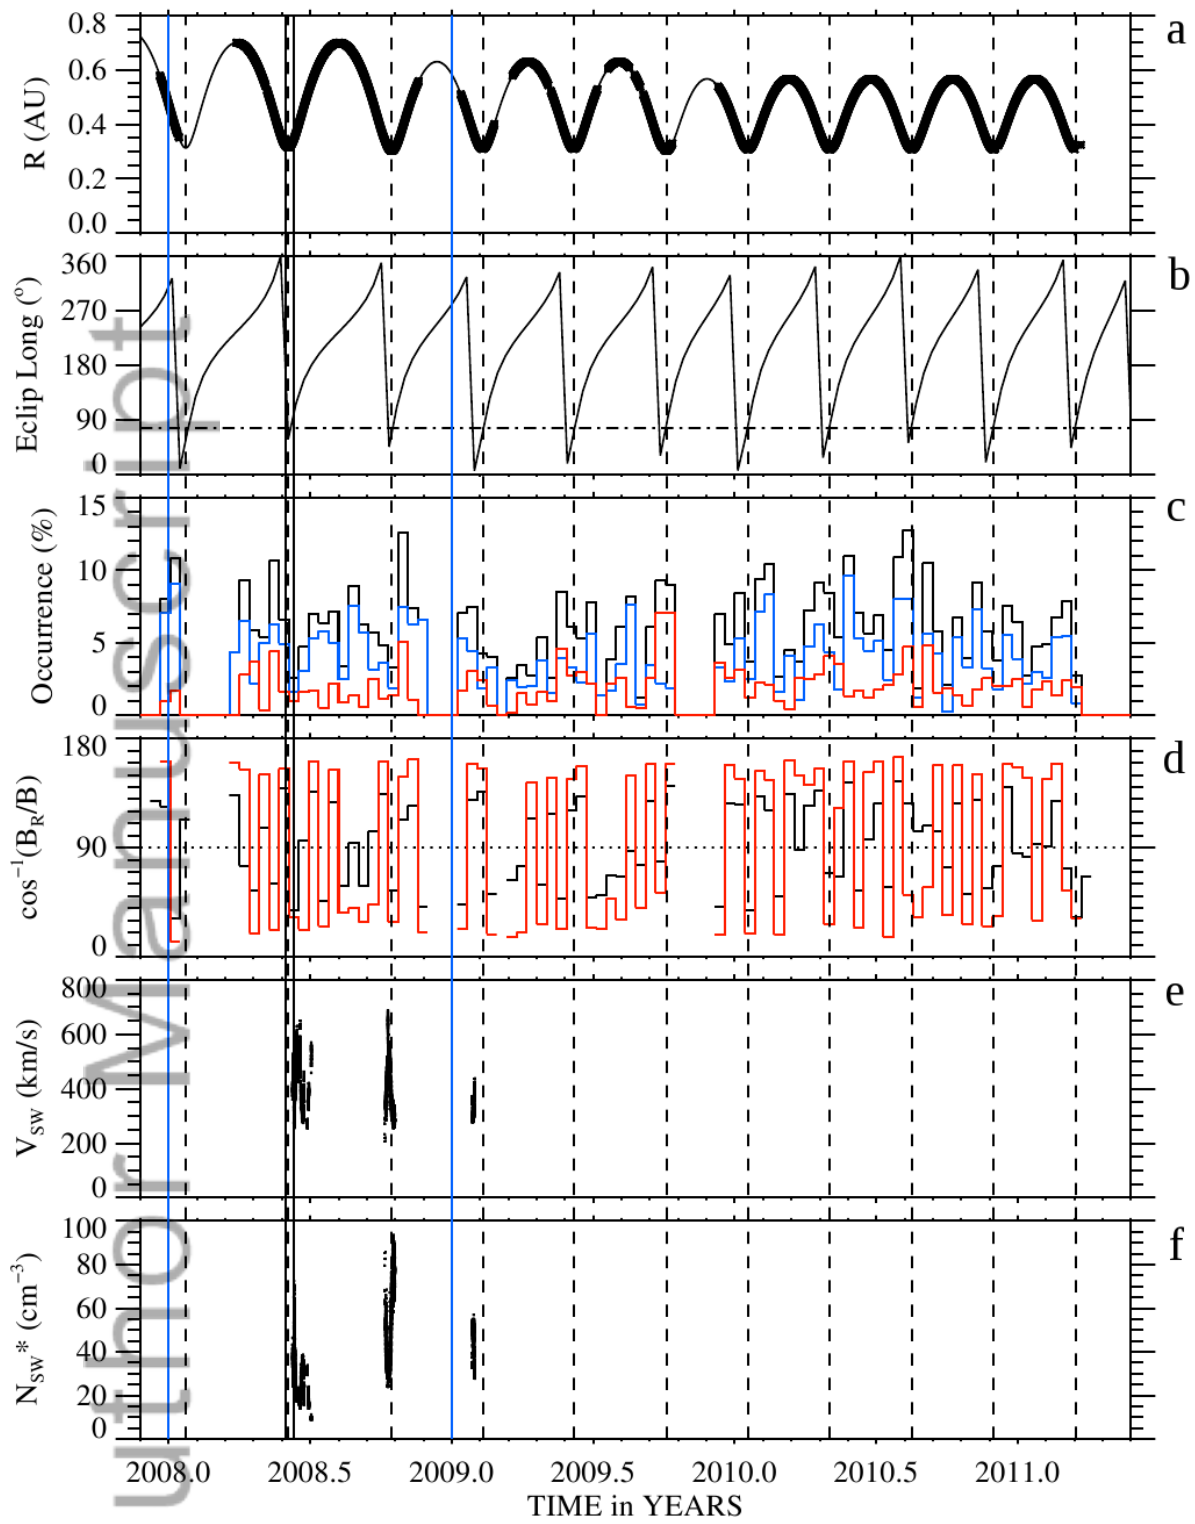 a
0.8
0.6
0.4
0.2
0.0
R (AU)
b
360
270
180
90
0
Eclip Long (°)
c
15
10
5
0
Occurrence (%)
d
180
90
0
cos⁻¹(B_R/B)
e
800
600
400
200
0
V_SW (km/s)
f
100
80
60
40
20
0
N_SW* (cm⁻³)
2008.0 2008.5 2009.0 2009.5 2010.0 2010.5 2011.0
TIME in YEARS
uthor Manuscript